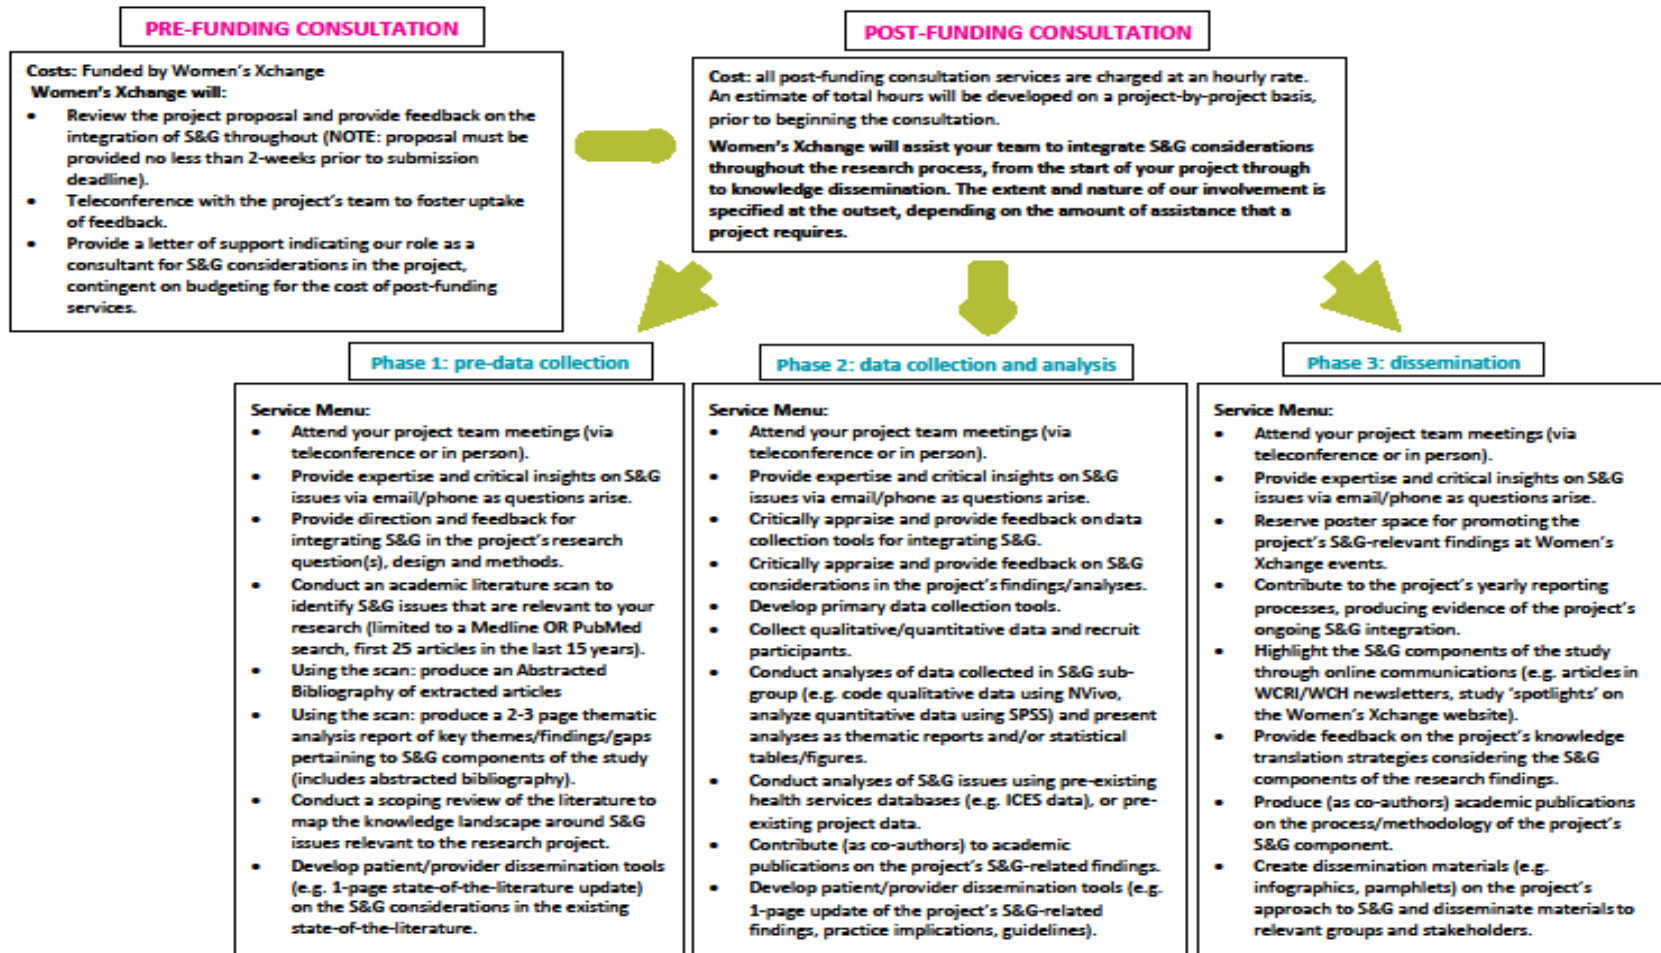 PRE-FUNDING CONSULTATION
Costs: Funded by Women's Xchange
Women's Xchange will:
• Review the project proposal and provide feedback on the
integration of S&G throughout (NOTE: proposal must be
provided no less than 2-weeks prior to submission
deadline).
• Teleconference with the project's team to foster uptake
of feedback.
• Provide a letter of support indicating our role as a
consultant for S&G considerations in the project,
contingent on budgeting for the cost of post-funding
services.
POST-FUNDING CONSULTATION
Cost: all post-funding consultation services are charged at an hourly rate.
An estimate of total hours will be developed on a project-by-project basis,
prior to beginning the consultation.
Women's Xchange will assist your team to integrate S&G considerations
throughout the research process, from the start of your project through
to knowledge dissemination. The extent and nature of our involvement is
specified at the outset, depending on the amount of assistance that a
project requires.
Phase 1: pre-data collection
Service Menu:
• Attend your project team meetings (via
teleconference or in person).
• Provide expertise and critical insights on S&G
issues via email/phone as questions arise.
• Provide direction and feedback for
integrating S&G in the project's research
question(s), design and methods.
• Conduct an academic literature scan to
identify S&G issues that are relevant to your
research (limited to a Medline OR PubMed
search, first 25 articles in the last 15 years).
• Using the scan: produce an Abstracted
Bibliography of extracted articles
• Using the scan: produce a 2-3 page thematic
analysis report of key themes/findings/gaps
pertaining to S&G components of the study
(includes abstracted bibliography).
• Conduct a scoping review of the literature to
map the knowledge landscape around S&G
issues relevant to the research project.
• Develop patient/provider dissemination tools
(e.g. 1-page state-of-the-literature update)
on the S&G considerations in the existing
state-of-the-literature.
Phase 2: data collection and analysis
Service Menu:
• Attend your project team meetings (via
teleconference or in person).
• Provide expertise and critical insights on S&G
issues via email/phone as questions arise.
• Critically appraise and provide feedback on data
collection tools for integrating S&G.
• Critically appraise and provide feedback on S&G
considerations in the project's findings/analyses.
• Develop primary data collection tools.
• Collect qualitative/quantitative data and recruit
participants.
• Conduct analyses of data collected in S&G sub-
group (e.g. code qualitative data using NVivo,
analyze quantitative data using SPSS) and present
analyses as thematic reports and/or statistical
tables/figures.
• Conduct analyses of S&G issues using pre-existing
health services databases (e.g. ICES data), or pre-
existing project data.
• Contribute (as co-authors) to academic
publications on the project's S&G-related findings.
• Develop patient/provider dissemination tools (e.g.
1-page update of the project's S&G-related
findings, practice implications, guidelines).
Phase 3: dissemination
Service Menu:
• Attend your project team meetings (via
teleconference or in person).
• Provide expertise and critical insights on S&G
issues via email/phone as questions arise.
• Reserve poster space for promoting the
project's S&G-relevant findings at Women's
Xchange events.
• Contribute to the project's yearly reporting
processes, producing evidence of the project's
ongoing S&G integration.
• Highlight the S&G components of the study
through online communications (e.g. articles in
WCRI/WCH newsletters, study 'spotlights' on
the Women's Xchange website).
• Provide feedback on the project's knowledge
translation strategies considering the S&G
components of the research findings.
• Produce (as co-authors) academic publications
on the process/methodology of the project's
S&G component.
• Create dissemination materials (e.g.
infographics, pamphlets) on the project's
approach to S&G and disseminate materials to
relevant groups and stakeholders.